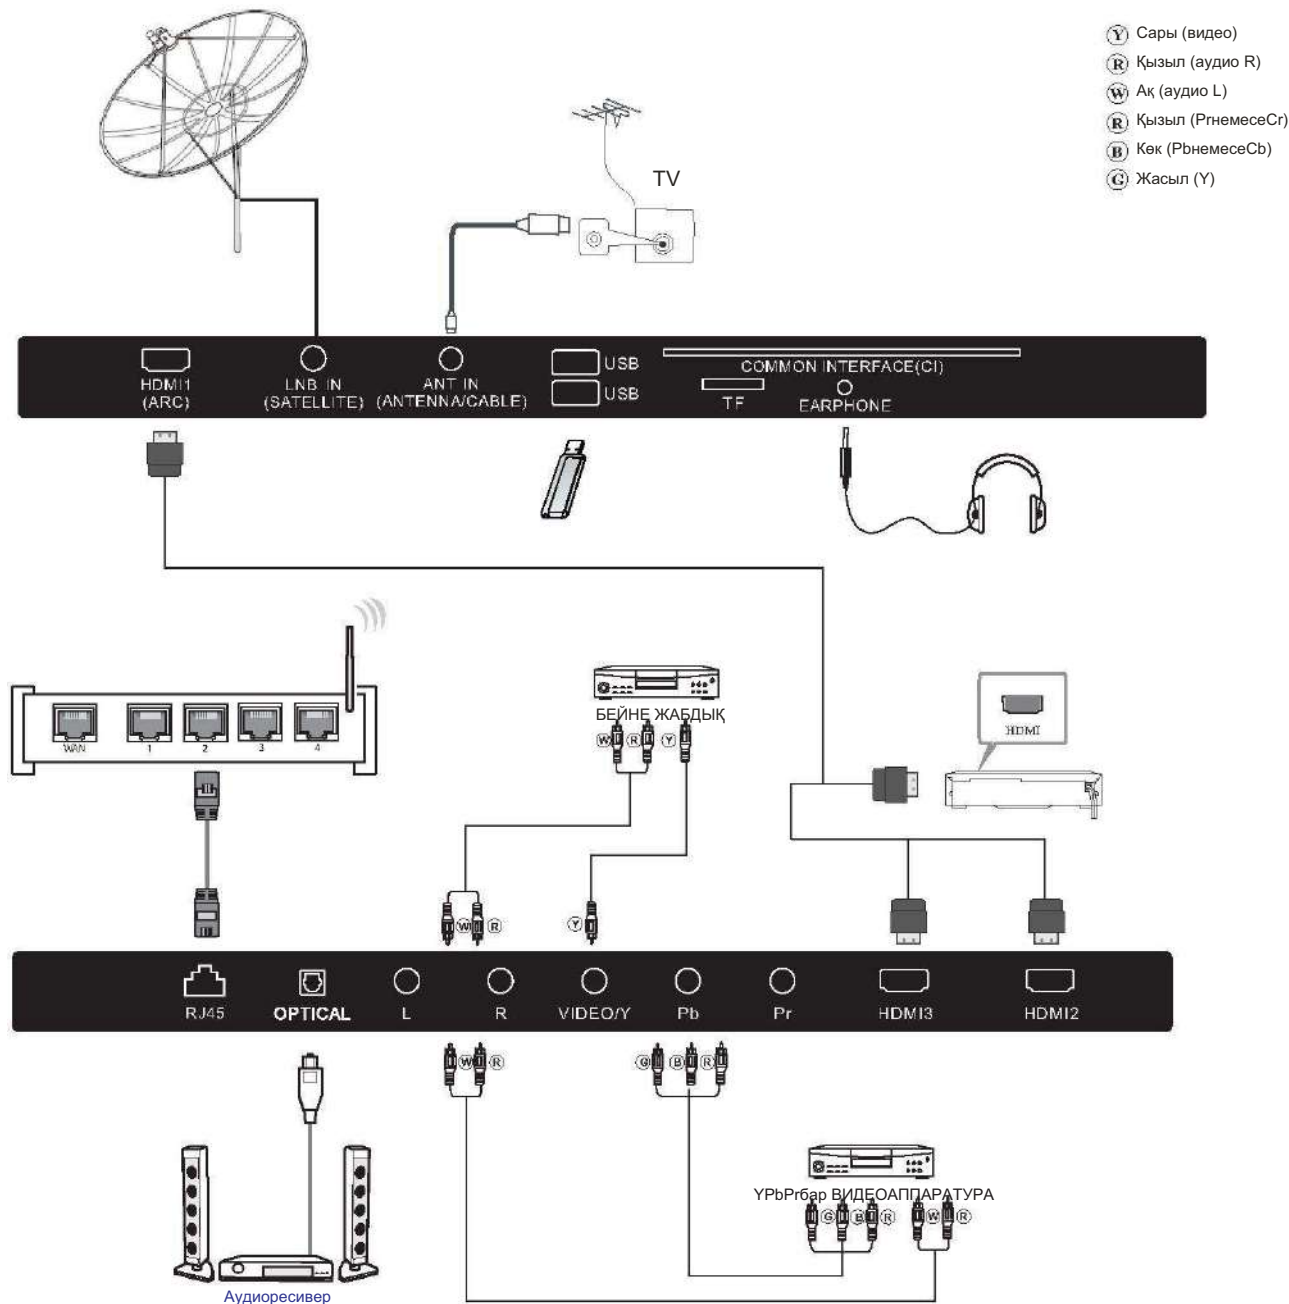 Ⓨ Сары (видео)
Ⓡ Қызыл (аудио R)
Ⓦ Ақ (аудио L)
Ⓡ Қызыл (PrнемесеCr)
Ⓑ Көк (PbнемесеCb)
Ⓖ Жасыл (Y)
TV
HDMI1
(ARC)
LNB IN
(SATELLITE)
ANT IN
(ANTENNA/CABLE)
USB
USB
COMMON INTERFACE(CI)
TF
EARPHONE
WAN 1 2 3 4
БЕЙНЕ ЖАБДЫҚ
Ⓦ Ⓡ Ⓨ
HDMI
Ⓦ Ⓡ Ⓨ
RJ45 OPTICAL L R VIDEO/Y Pb Pr HDMI3 HDMI2
Ⓦ Ⓡ Ⓖ Ⓑ Ⓡ
YPbPrбар ВИДЕОАППАРАТУРА
Ⓖ Ⓑ Ⓡ Ⓦ Ⓡ
Аудиоресивер